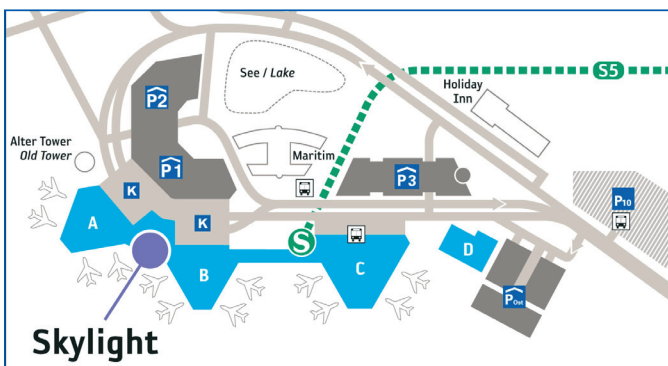 S5
See / Lake
Holiday
Inn
P2
Alter Tower
Old Tower
Maritim
P1
P3
K
P10
A
K
S
D
B
C
POst
Skylight